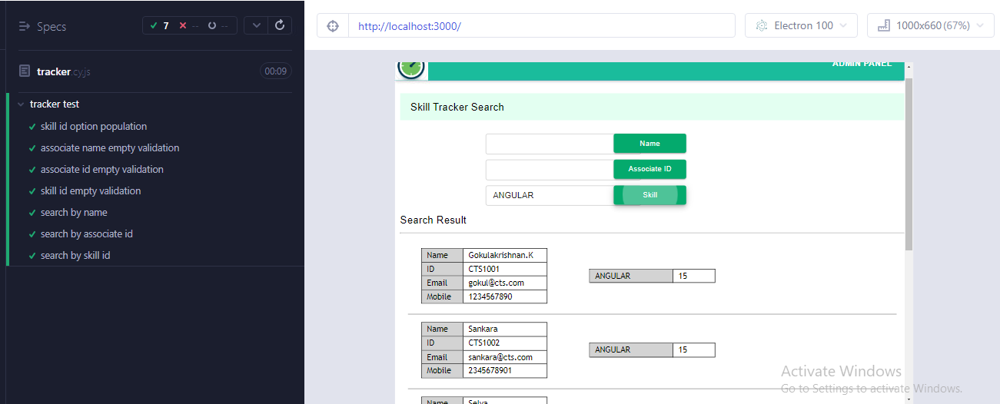 Specs
7
--
--
tracker.cy.js
00:09
tracker test
skill id option population
associate name empty validation
associate id empty validation
skill id empty validation
search by name
search by associate id
search by skill id
http://localhost:3000/
Electron 100
1000x660 (67%)
ADMIN PANEL
Skill Tracker Search
Name
Associate ID
ANGULAR Skill
Search Result
Name Gokulakrishnan.K
ID CTS1001
Email gokul@cts.com
Mobile 1234567890
ANGULAR 15
Name Sankara
ID CTS1002
Email sankara@cts.com
Mobile 2345678901
ANGULAR 15
Name Selva
Activate Windows
Go to Settings to activate Windows.